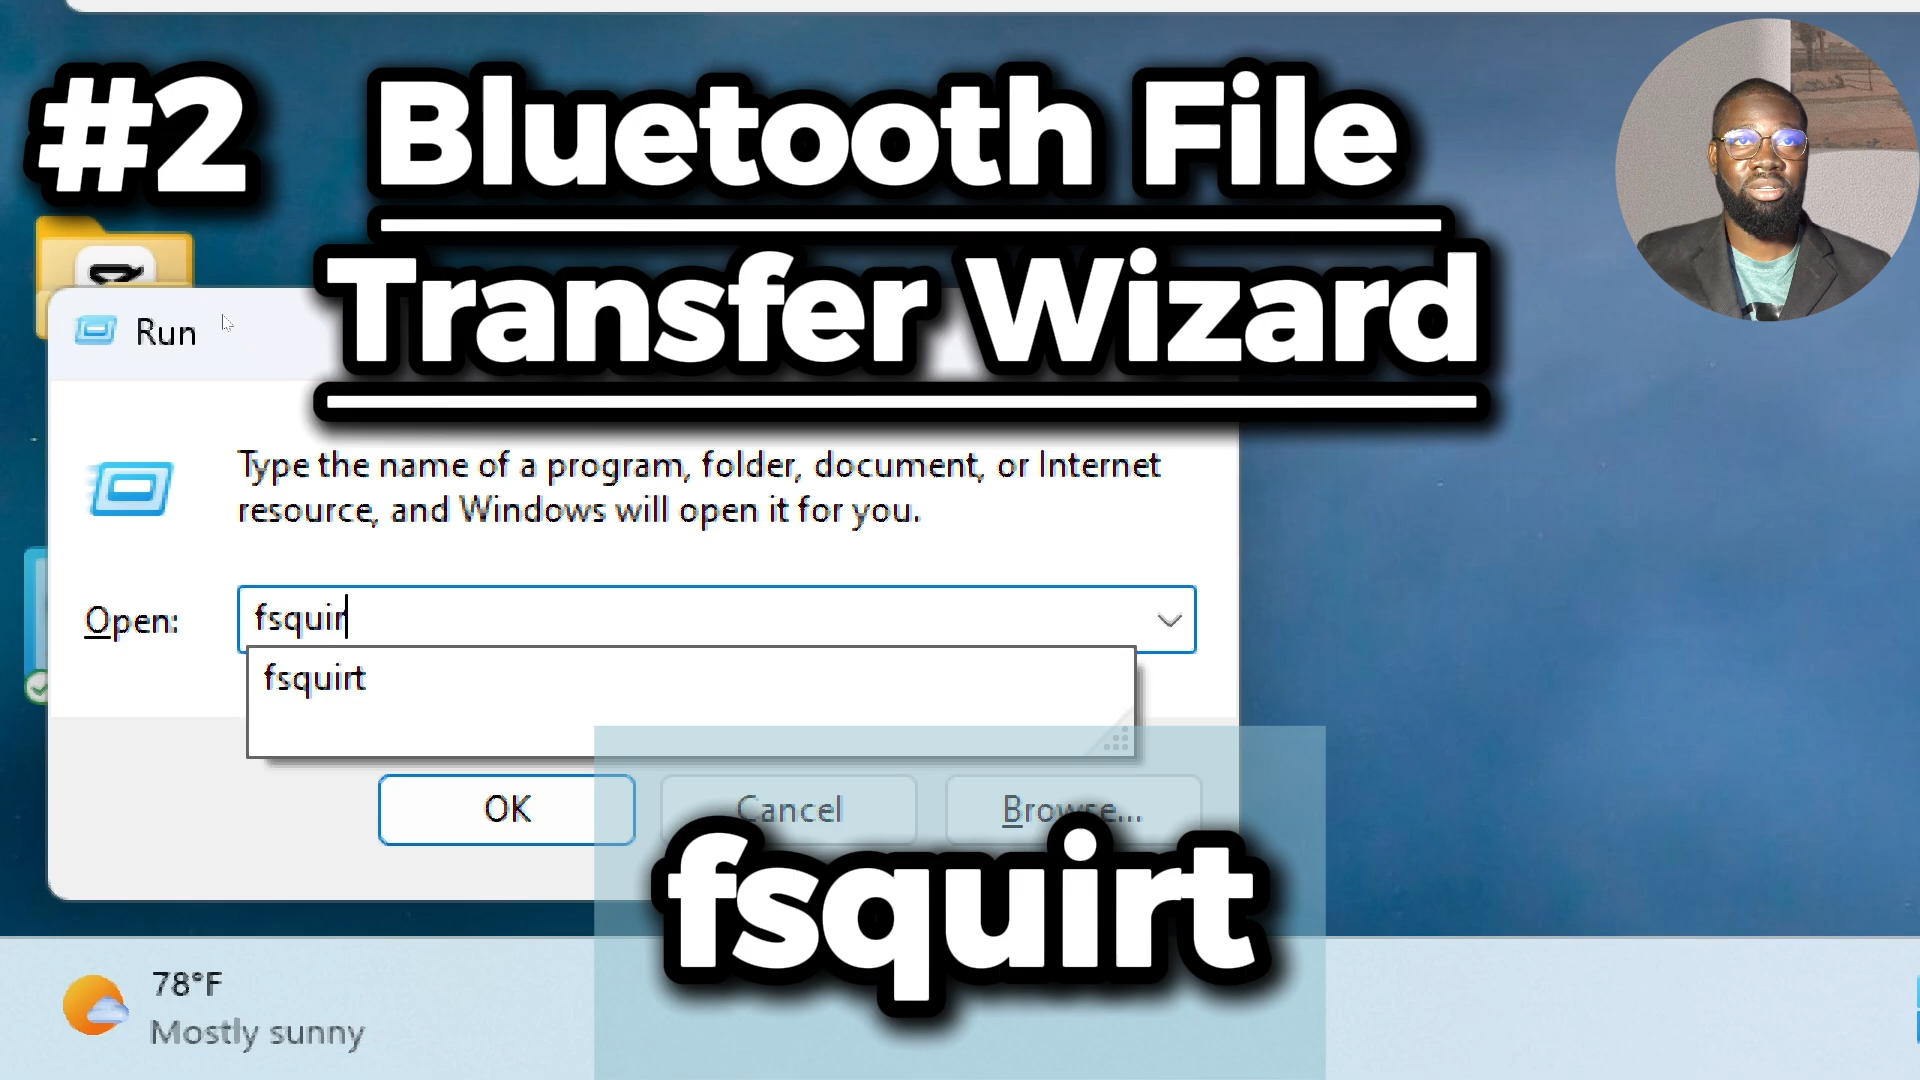 #2 Bluetooth File
Transfer Wizard
Run
Type the name of a program, folder, document, or Internet
resource, and Windows will open it for you.
Open: fsquir
fsquirt
OK Cancel Browse...
fsquirt
78°F
Mostly sunny